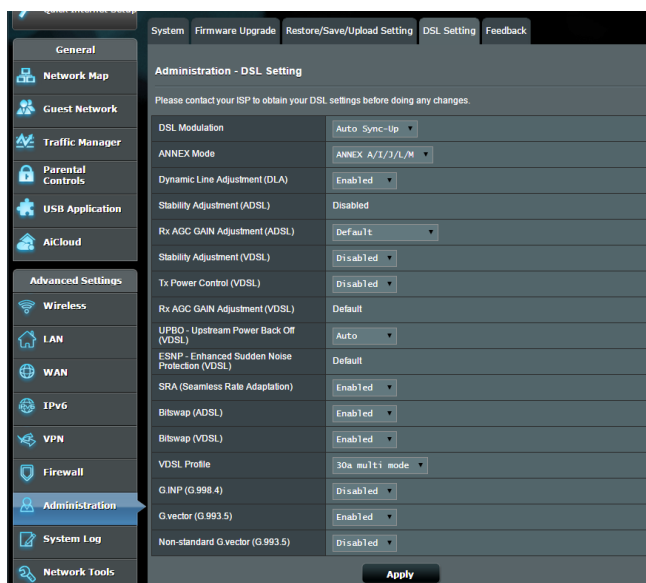 Quick Internet Setup
General
Network Map
Guest Network
Traffic Manager
Parental
Controls
USB Application
AiCloud
Advanced Settings
Wireless
LAN
WAN
IPv6
VPN
Firewall
Administration
System Log
Network Tools
System Firmware Upgrade Restore/Save/Upload Setting DSL Setting Feedback
Administration - DSL Setting
Please contact your ISP to obtain your DSL settings before doing any changes.
DSL Modulation Auto Sync-Up
ANNEX Mode ANNEX A/I/J/L/M
Dynamic Line Adjustment (DLA) Enabled
Stability Adjustment (ADSL) Disabled
Rx AGC GAIN Adjustment (ADSL) Default
Stability Adjustment (VDSL) Disabled
Tx Power Control (VDSL) Disabled
Rx AGC GAIN Adjustment (VDSL) Default
UPBO - Upstream Power Back Off
(VDSL) Auto
ESNP - Enhanced Sudden Noise
Protection (VDSL) Default
SRA (Seamless Rate Adaptation) Enabled
Bitswap (ADSL) Enabled
Bitswap (VDSL) Enabled
VDSL Profile 30a multi mode
G.INP (G.998.4) Disabled
G.vector (G.993.5) Enabled
Non-standard G.vector (G.993.5) Disabled
Apply